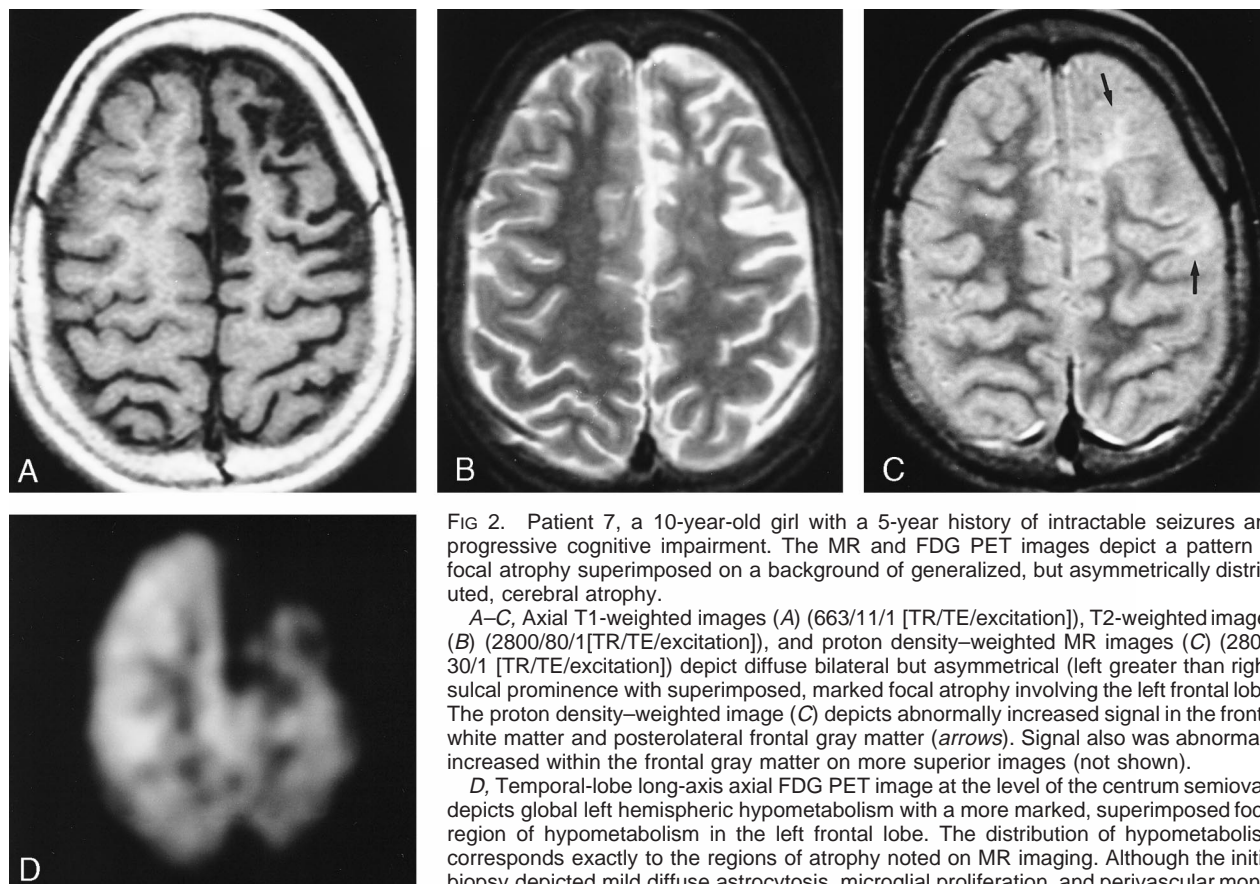 A
B
C
D
FIG 2. Patient 7, a 10-year-old girl with a 5-year history of intractable seizures an
progressive cognitive impairment. The MR and FDG PET images depict a pattern
focal atrophy superimposed on a background of generalized, but asymmetrically distri
uted, cerebral atrophy.
A–C, Axial T1-weighted images (A) (663/11/1 [TR/TE/excitation]), T2-weighted image
(B) (2800/80/1[TR/TE/excitation]), and proton density–weighted MR images (C) (280
30/1 [TR/TE/excitation]) depict diffuse bilateral but asymmetrical (left greater than righ
sulcal prominence with superimposed, marked focal atrophy involving the left frontal lob
The proton density–weighted image (C) depicts abnormally increased signal in the front
white matter and posterolateral frontal gray matter (arrows). Signal also was abnorma
increased within the frontal gray matter on more superior images (not shown).
D, Temporal-lobe long-axis axial FDG PET image at the level of the centrum semiova
depicts global left hemispheric hypometabolism with a more marked, superimposed foc
region of hypometabolism in the left frontal lobe. The distribution of hypometabolis
corresponds exactly to the regions of atrophy noted on MR imaging. Although the initi
biopsy depicted mild diffuse astrocytosis, microglial proliferation, and perivascular mon